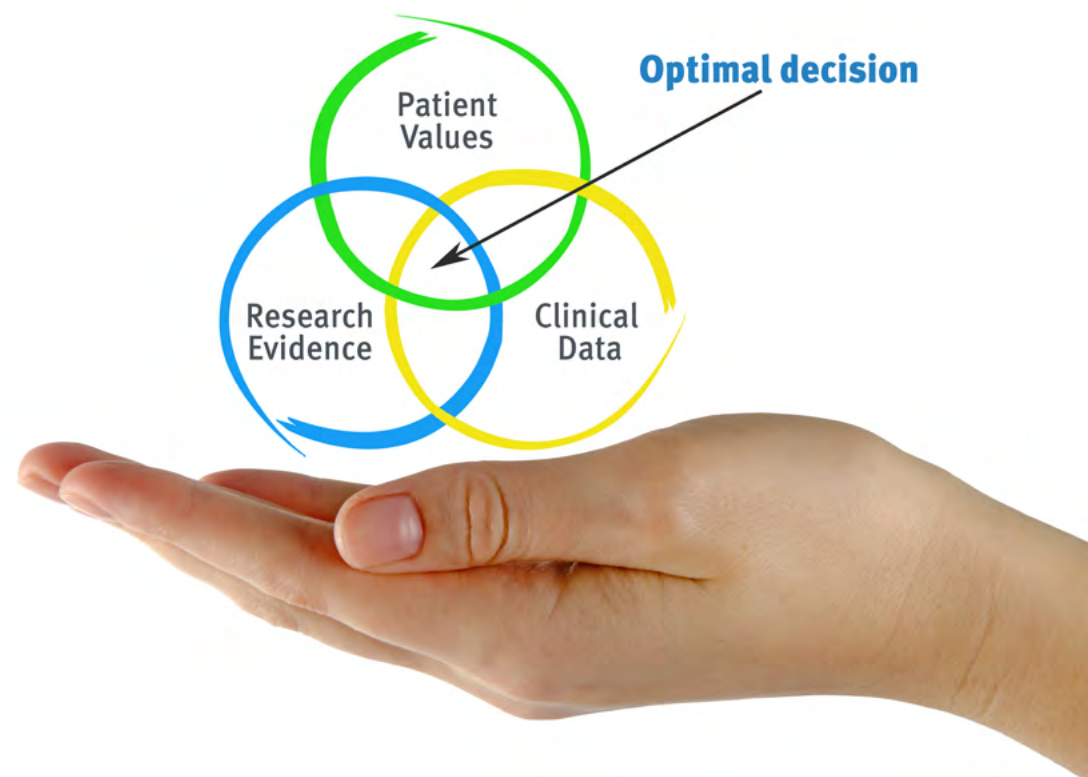 Optimal decision
Patient
Values
Research
Evidence
Clinical
Data